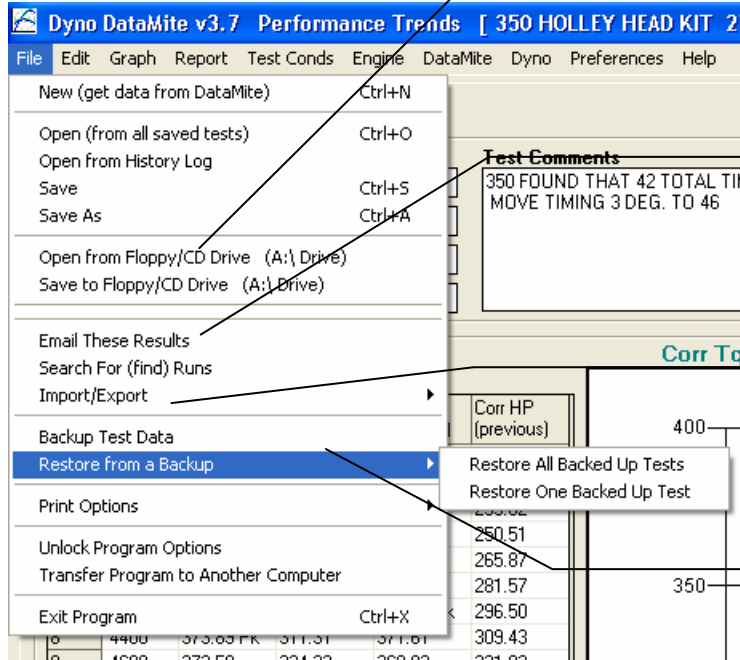 Dyno DataMite v3.7 Performance Trends [ 350 HOLLEY HEAD KIT 2
File Edit Graph Report Test Conds Engine DataMite Dyno Preferences Help
New (get data from DataMite) Ctrl+N
Open (from all saved tests) Ctrl+O
Open from History Log
Save Ctrl+S
Save As Ctrl+A
Open from Floppy/CD Drive (A:\ Drive)
Save to Floppy/CD Drive (A:\ Drive)
Email These Results
Search For (find) Runs
Import/Export
Backup Test Data
Restore from a Backup
Print Options
Unlock Program Options
Transfer Program to Another Computer
Exit Program Ctrl+X
Restore All Backed Up Tests
Restore One Backed Up Test
Test Comments
350 FOUND THAT 42 TOTAL
MOVE TIMING 3 DEG. TO 46
Corr
Corr HP
(previous)
250.51
265.87
281.57
296.50
309.43
400
350